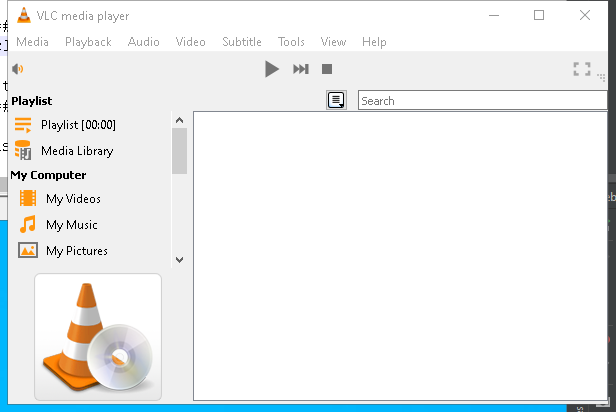 VLC media player
Media Playback Audio Video Subtitle Tools View Help
Playlist
Search
Playlist [00:00]
Media Library
My Computer
My Videos
My Music
My Pictures